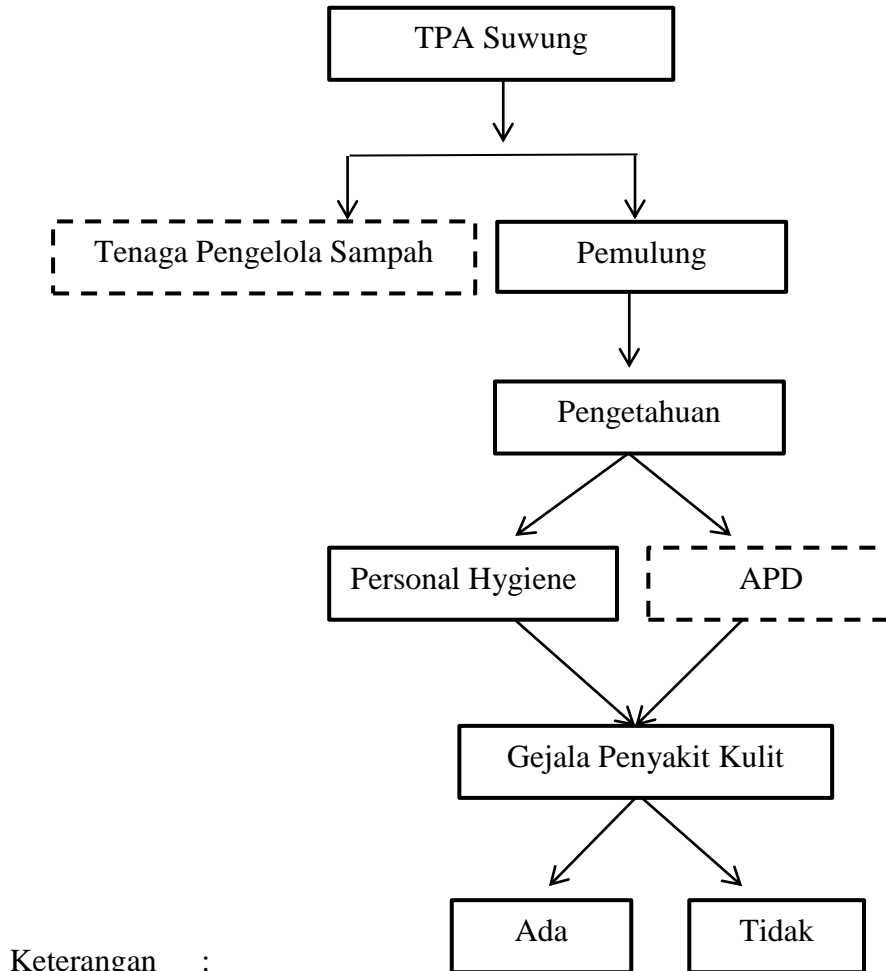 TPA Suwung
Tenaga Pengelola Sampah
Pemulung
Pengetahuan
Personal Hygiene
APD
Gejala Penyakit Kulit
Ada
Tidak
Keterangan :